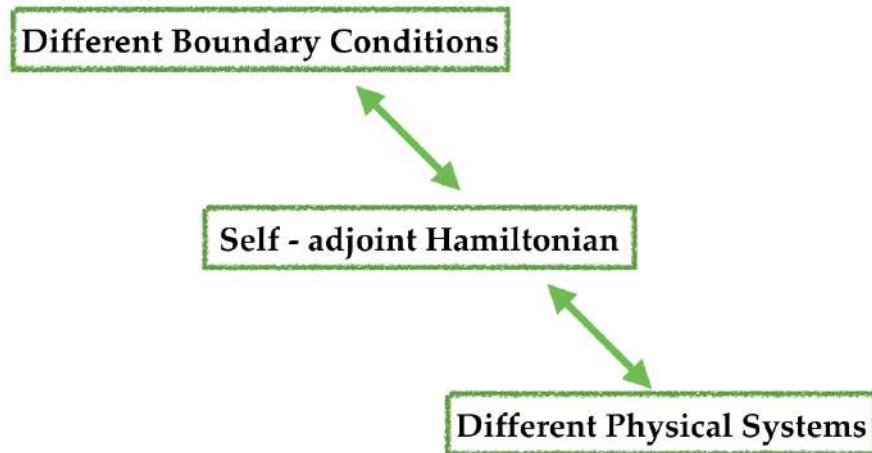 Different Boundary Conditions
Self - adjoint Hamiltonian
Different Physical Systems